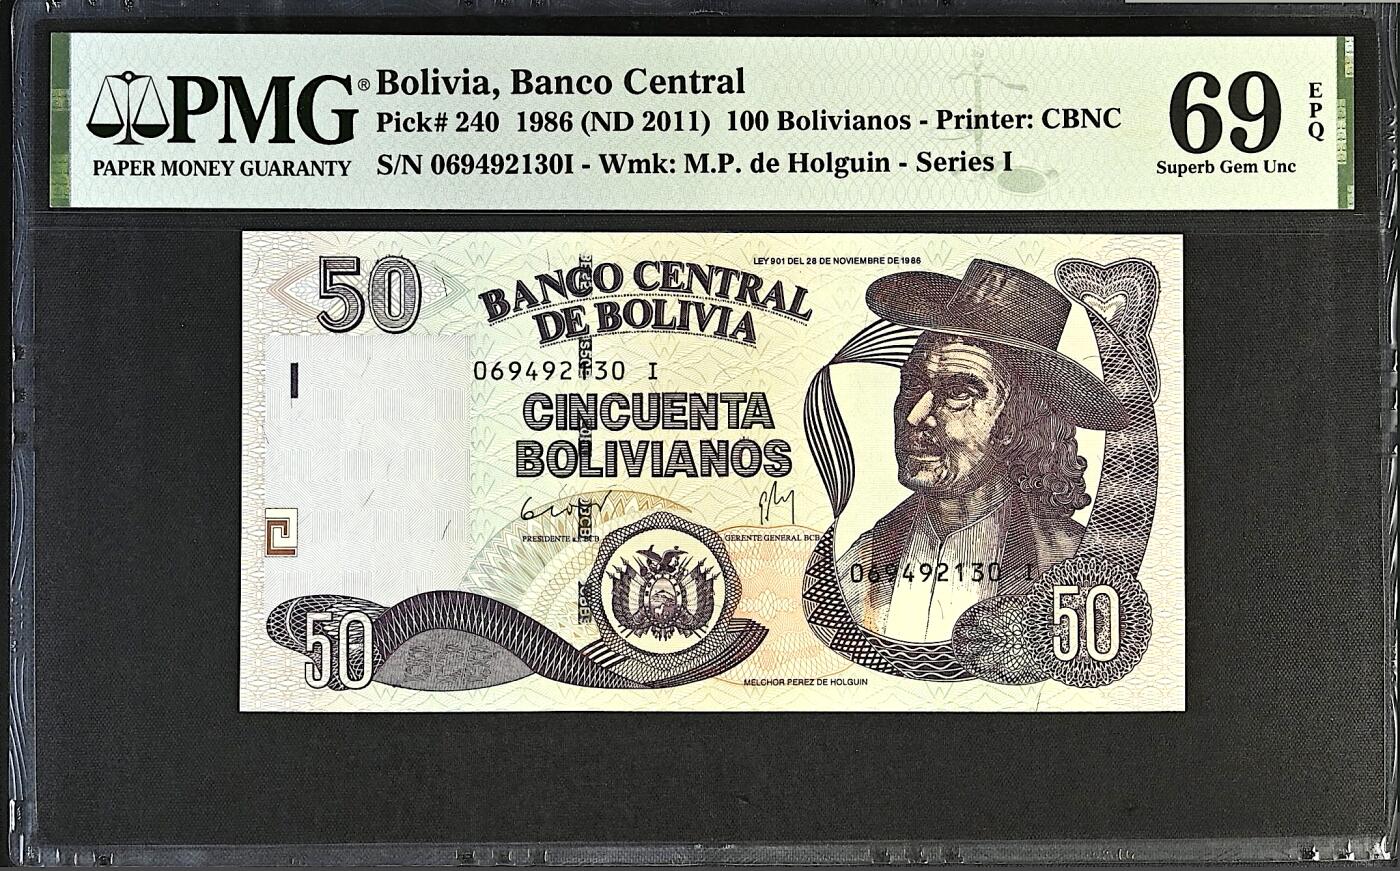 PMG®
PAPER MONEY GUARANTY
Bolivia, Banco Central
Pick# 240 1986 (ND 2011) 100 Bolivianos - Printer: CBNC
S/N 069492130I - Wmk: M.P. de Holguin - Series I
69
EPQ
Superb Gem Unc
50
LEY 901 DEL 28 DE NOVIEMBRE DE 1986
BANCO CENTRAL
DE BOLIVIA
I
069492130 I
CINCUENTA
BOLIVIANOS
PRESIDENTE a.i. BCB
GERENTE GENERAL BCB
069492130 I
50
50
MELCHOR PEREZ DE HOLGUIN